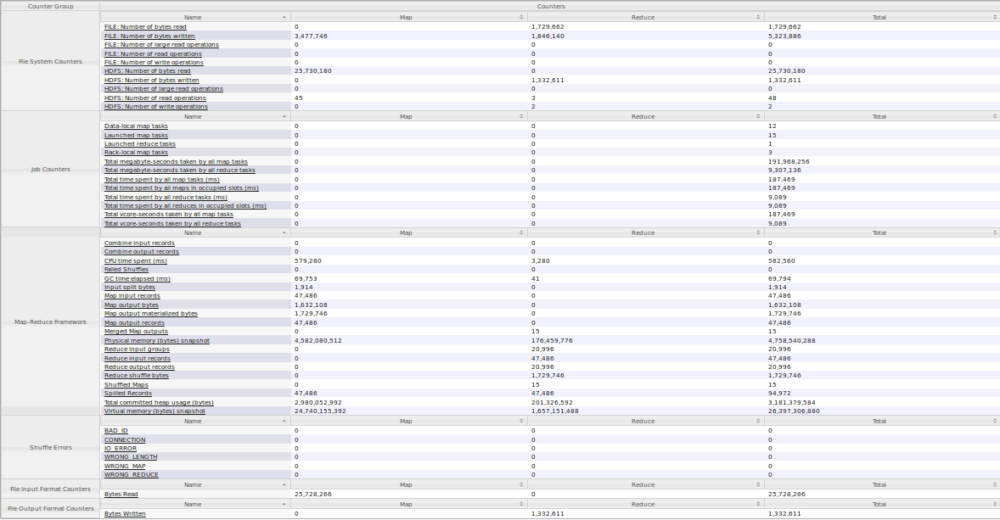 Counter Group Counters
File System Counters
Name Map Reduce Total
FILE: Number of bytes read 0 1,729,662 1,729,662
FILE: Number of bytes written 3,477,746 1,846,140 5,323,886
FILE: Number of large read operations 0 0 0
FILE: Number of read operations 0 0 0
FILE: Number of write operations 0 0 0
HDFS: Number of bytes read 25,730,180 0 25,730,180
HDFS: Number of bytes written 0 1,332,611 1,332,611
HDFS: Number of large read operations 0 0 0
HDFS: Number of read operations 45 3 48
HDFS: Number of write operations 0 2 2
Job Counters
Name Map Reduce Total
Data-local map tasks 0 0 12
Launched map tasks 0 0 15
Launched reduce tasks 0 0 1
Rack-local map tasks 0 0 3
Total megabyte-seconds taken by all map tasks 0 0 191,968,256
Total megabyte-seconds taken by all reduce tasks 0 0 9,307,136
Total time spent by all map tasks (ms) 0 0 187,469
Total time spent by all maps in occupied slots (ms) 0 0 187,469
Total time spent by all reduce tasks (ms) 0 0 9,089
Total time spent by all reduces in occupied slots (ms) 0 0 9,089
Total vcore-seconds taken by all map tasks 0 0 187,469
Total vcore-seconds taken by all reduce tasks 0 0 9,089
Map-Reduce Framework
Name Map Reduce Total
Combine input records 0 0 0
Combine output records 0 0 0
CPU time spent (ms) 579,280 3,280 582,560
Failed Shuffles 0 0 0
GC time elapsed (ms) 69,753 41 69,794
Input split bytes 1,914 0 1,914
Map input records 47,486 0 47,486
Map output bytes 1,632,108 0 1,632,108
Map output materialized bytes 1,729,746 0 1,729,746
Map output records 47,486 0 47,486
Merged Map outputs 0 15 15
Physical memory (bytes) snapshot 4,582,080,512 176,459,776 4,758,540,288
Reduce input groups 0 20,996 20,996
Reduce input records 0 47,486 47,486
Reduce output records 0 20,996 20,996
Reduce shuffle bytes 0 1,729,746 1,729,746
Shuffled Maps 0 15 15
Spilled Records 47,486 47,486 94,972
Total committed heap usage (bytes) 2,980,052,992 201,326,592 3,181,379,584
Virtual memory (bytes) snapshot 24,740,155,392 1,657,151,488 26,397,306,880
Shuffle Errors
Name Map Reduce Total
BAD_ID 0 0 0
CONNECTION 0 0 0
IO_ERROR 0 0 0
WRONG_LENGTH 0 0 0
WRONG_MAP 0 0 0
WRONG_REDUCE 0 0 0
File Input Format Counters
Name Map Reduce Total
Bytes Read 25,728,266 0 25,728,266
File Output Format Counters
Name Map Reduce Total
Bytes Written 0 1,332,611 1,332,611